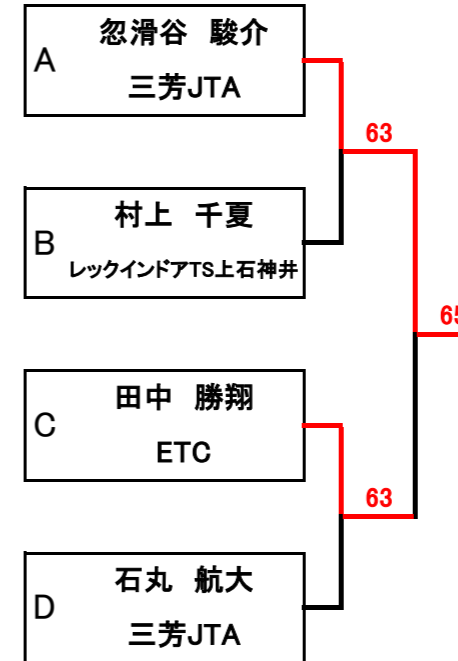 A
忽滑谷 駿介
三芳JTA
63
B
村上 千夏
レックインドアTS上石神井
65
C
田中 勝翔
ETC
63
D
石丸 航大
三芳JTA